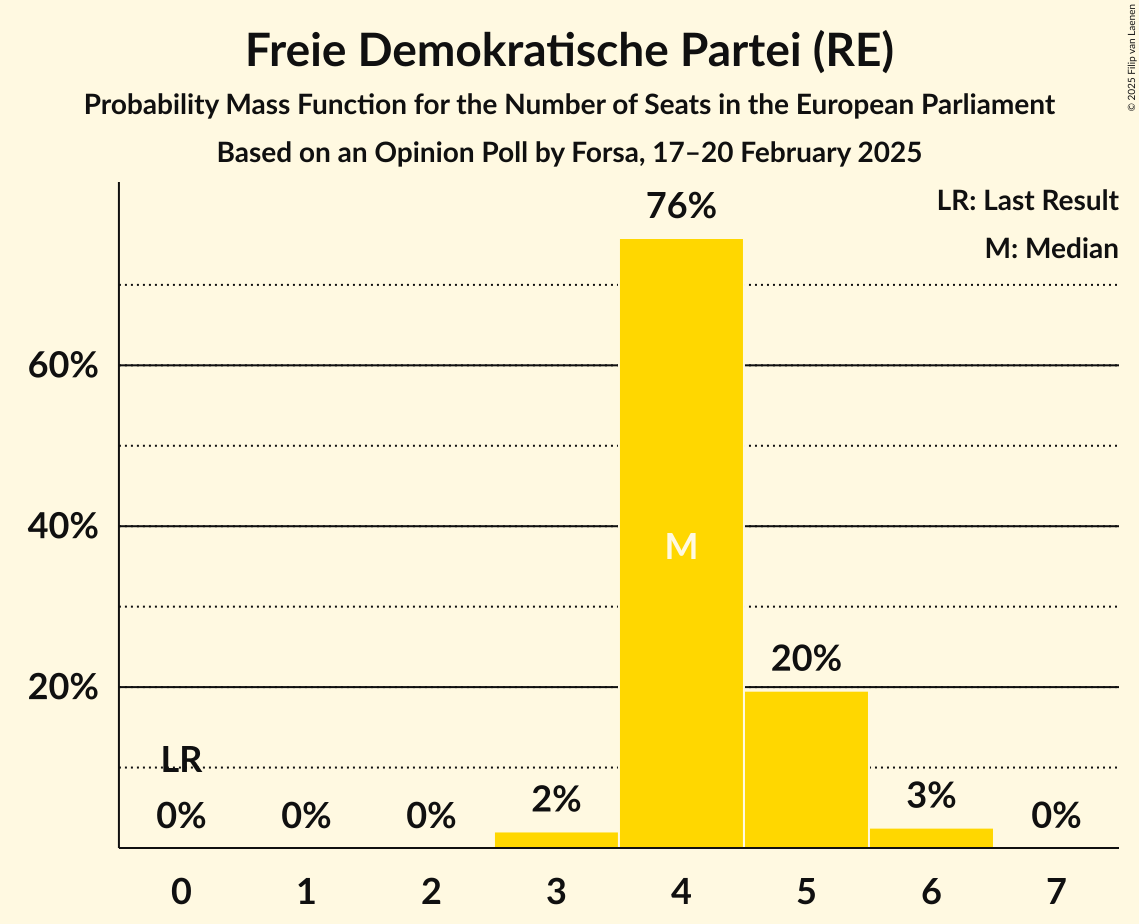 Freie Demokratische Partei (RE)
Probability Mass Function for the Number of Seats in the European Parliament
Based on an Opinion Poll by Forsa, 17–20 February 2025
© 2025 Filip van Laenen
LR: Last Result
M: Median
76%
60%
40%
M
20%
20%
LR
0%
0%
0%
2%
3%
0%
0
1
2
3
4
5
6
7